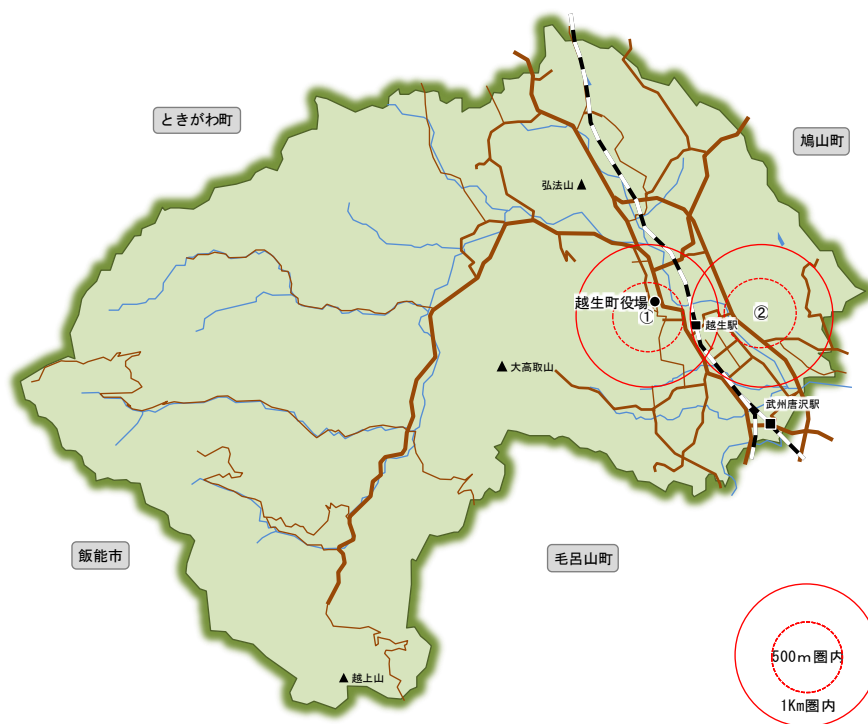 ときがわ町
鳩山町
弘法山
越生町役場
①
②
越生駅
大高取山
武州唐沢駅
飯能市
毛呂山町
越上山
500ｍ圏内
1Km圏内